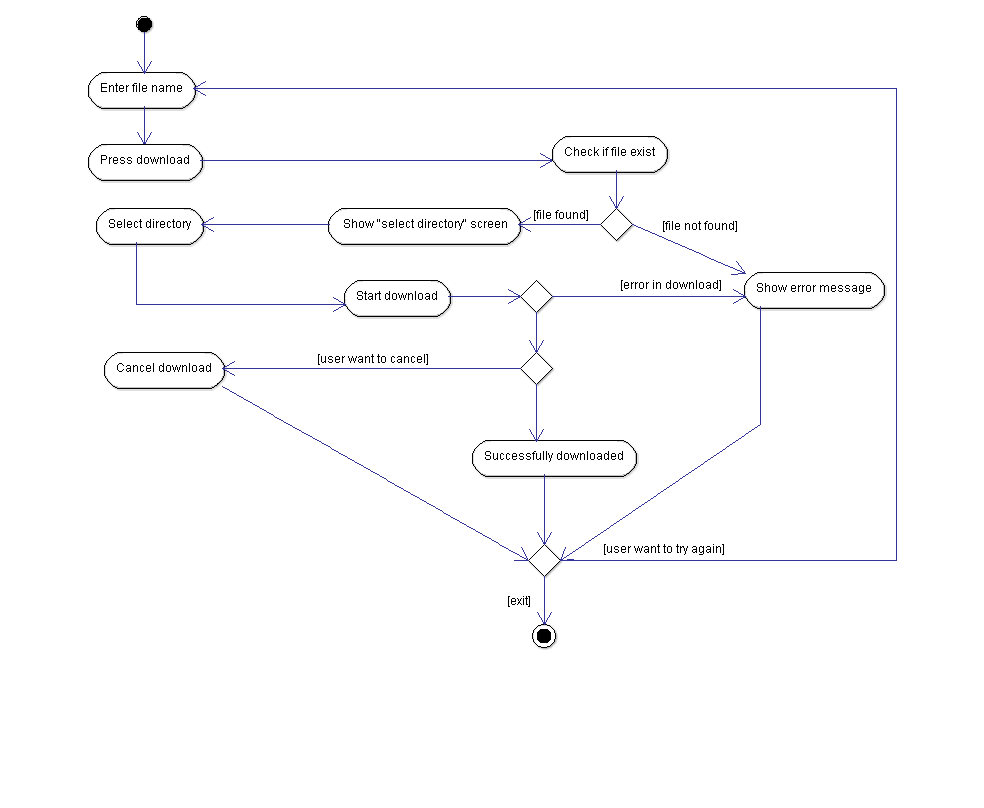 Enter file name
Press download
Check if file exist
Select directory
Show "select directory" screen
[file found]
[file not found]
Start download
[error in download]
Show error message
Cancel download
[user want to cancel]
Successfully downloaded
[user want to try again]
[exit]